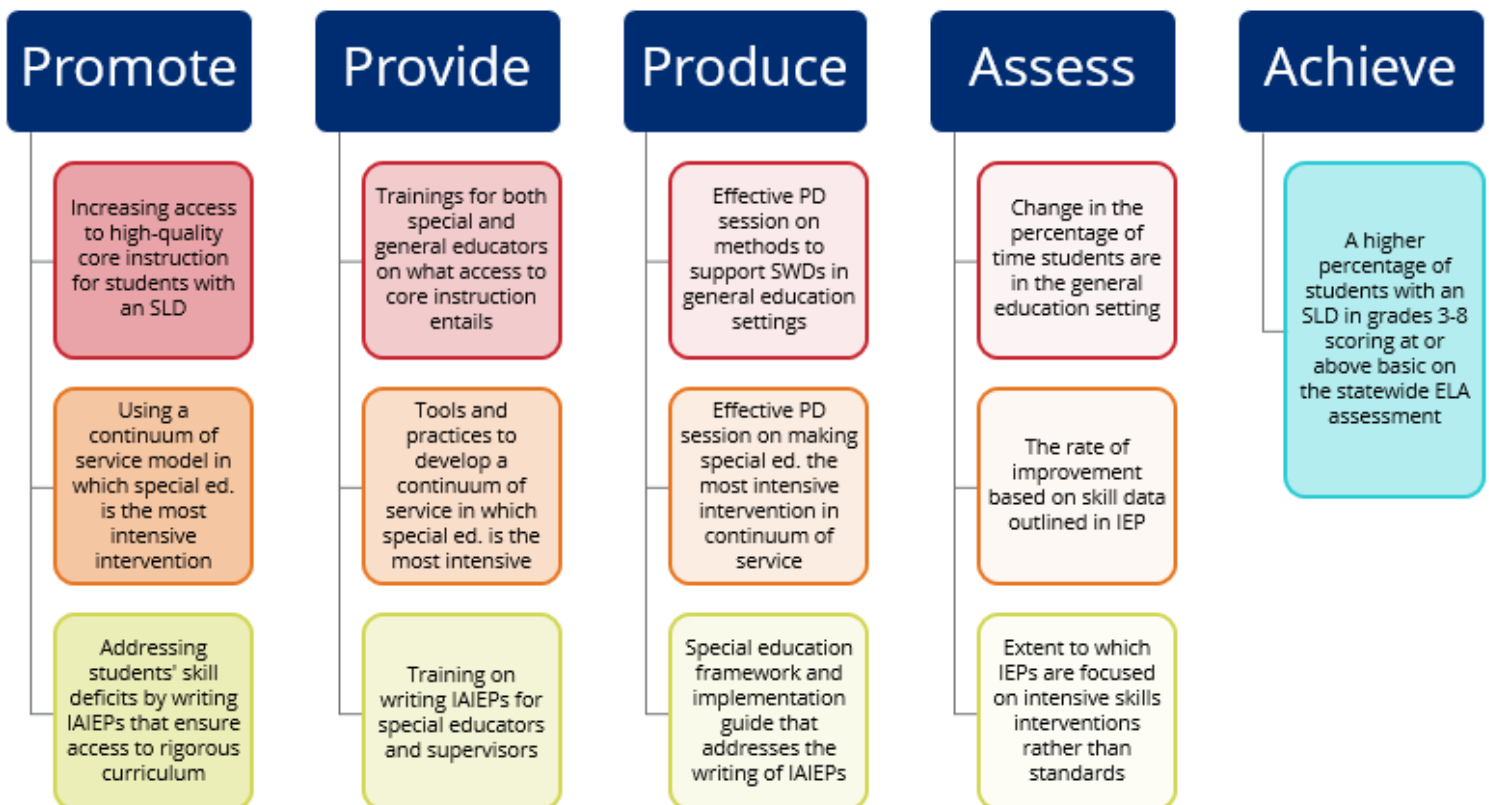 Promote
Increasing access
to high-quality
core instruction
for students with
an SLD
Using a
continuum of
service model in
which special ed.
is the most
intensive
intervention
Addressing
students' skill
deficits by writing
IAIEPs that ensure
access to rigorous
curriculum
Provide
Trainings for both
special and
general educators
on what access to
core instruction
entails
Tools and
practices to
develop a
continuum of
service in which
special ed. is the
most intensive
Training on
writing IAIEPs for
special educators
and supervisors
Produce
Effective PD
session on
methods to
support SWDs in
general education
settings
Effective PD
session on making
special ed. the
most intensive
intervention in
continuum of
service
Special education
framework and
implementation
guide that
addresses the
writing of IAIEPs
Assess
Change in the
percentage of
time students are
in the general
education setting
The rate of
improvement
based on skill data
outlined in IEP
Extent to which
IEPs are focused
on intensive skills
interventions
rather than
standards
Achieve
A higher
percentage of
students with an
SLD in grades 3-8
scoring at or
above basic on
the statewide ELA
assessment